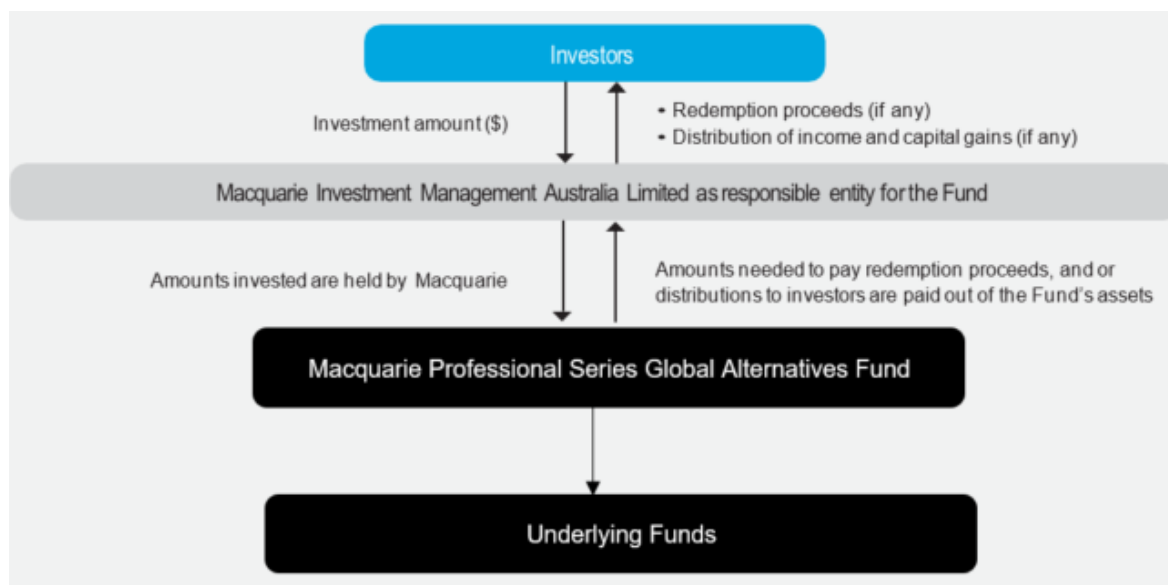 Investors
Investment amount ($)
• Redemption proceeds (if any)
• Distribution of income and capital gains (if any)
Macquarie Investment Management Australia Limited as responsible entity for the Fund
Amounts invested are held by Macquarie
Amounts needed to pay redemption proceeds, and or
distributions to investors are paid out of the Fund's assets
Macquarie Professional Series Global Alternatives Fund
Underlying Funds